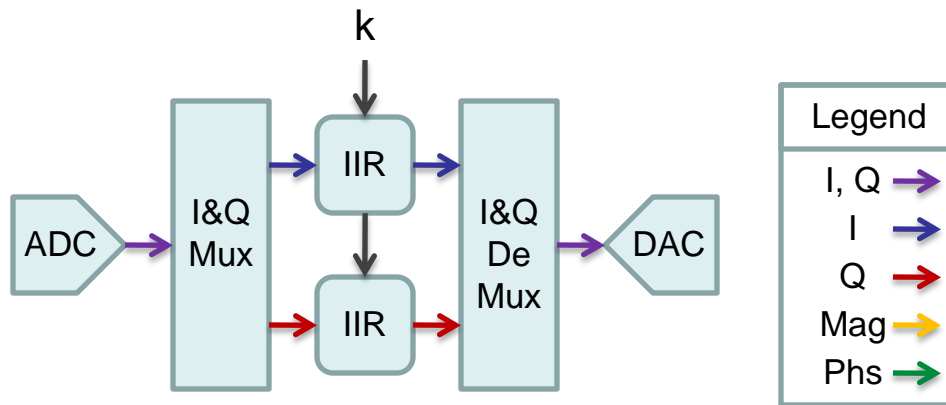 k
IIR
ADC
I&Q
Mux
IIR
I&Q
De
Mux
DAC
Legend
I, Q
I
Q
Mag
Phs